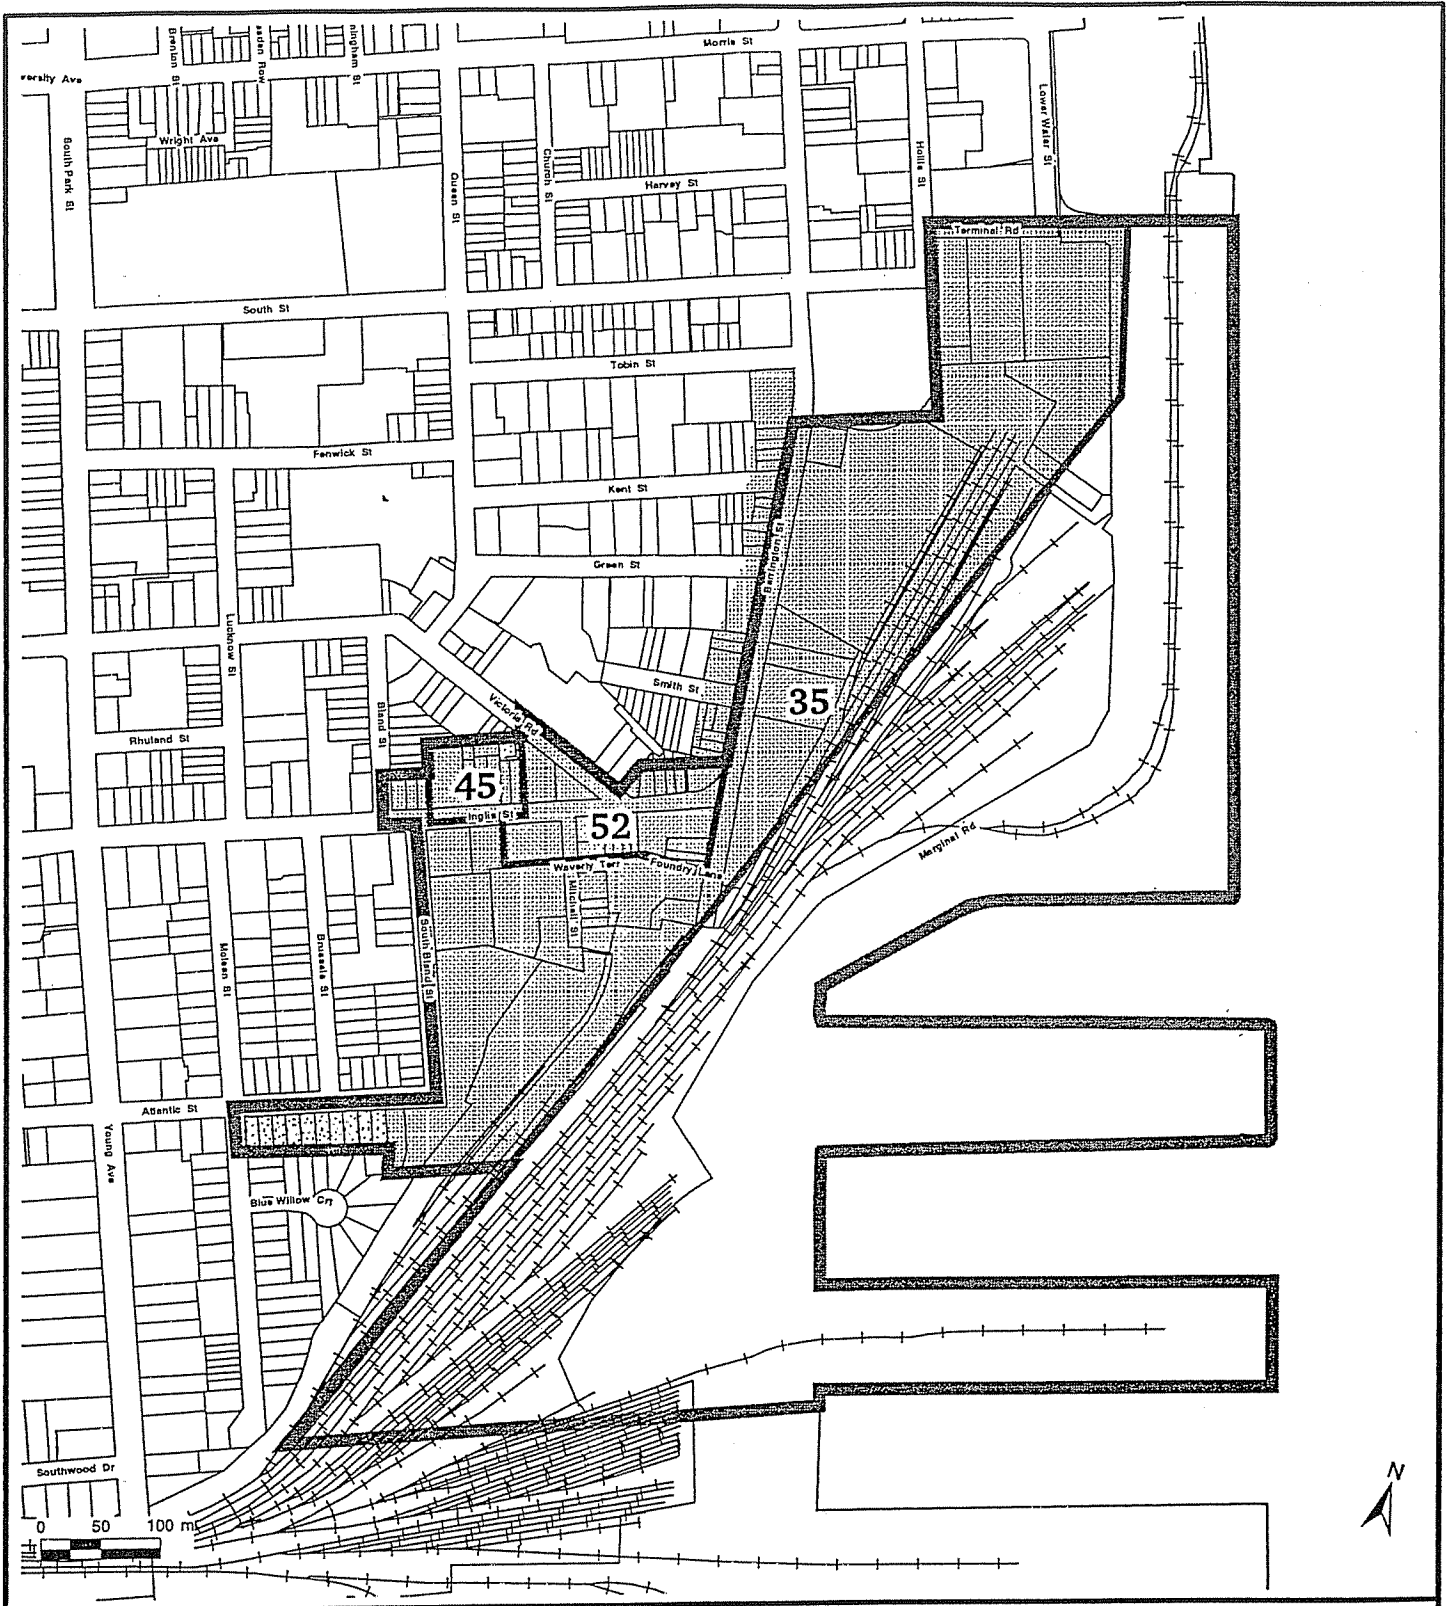 Brenton St
Morris St
Wright Ave
South Park St
Queen St
Church St
Harvey St
Hollis St
Lower Water St
Terminal Rd
South St
Tobin St
Fenwick St
Kent St
Barrington St
Green St
Lucknow St
Smith St
35
Bland St
Victoria Rd
Rhuland St
45
Inglis St
52
Marginal Rd
Waverly Terr
Foundry Lane
Mitchell St
South Bland St
Mclean St
Brussels St
Atlantic St
Young Ave
Blue Willow Crt
Southwood Dr
N
0 50 100 m